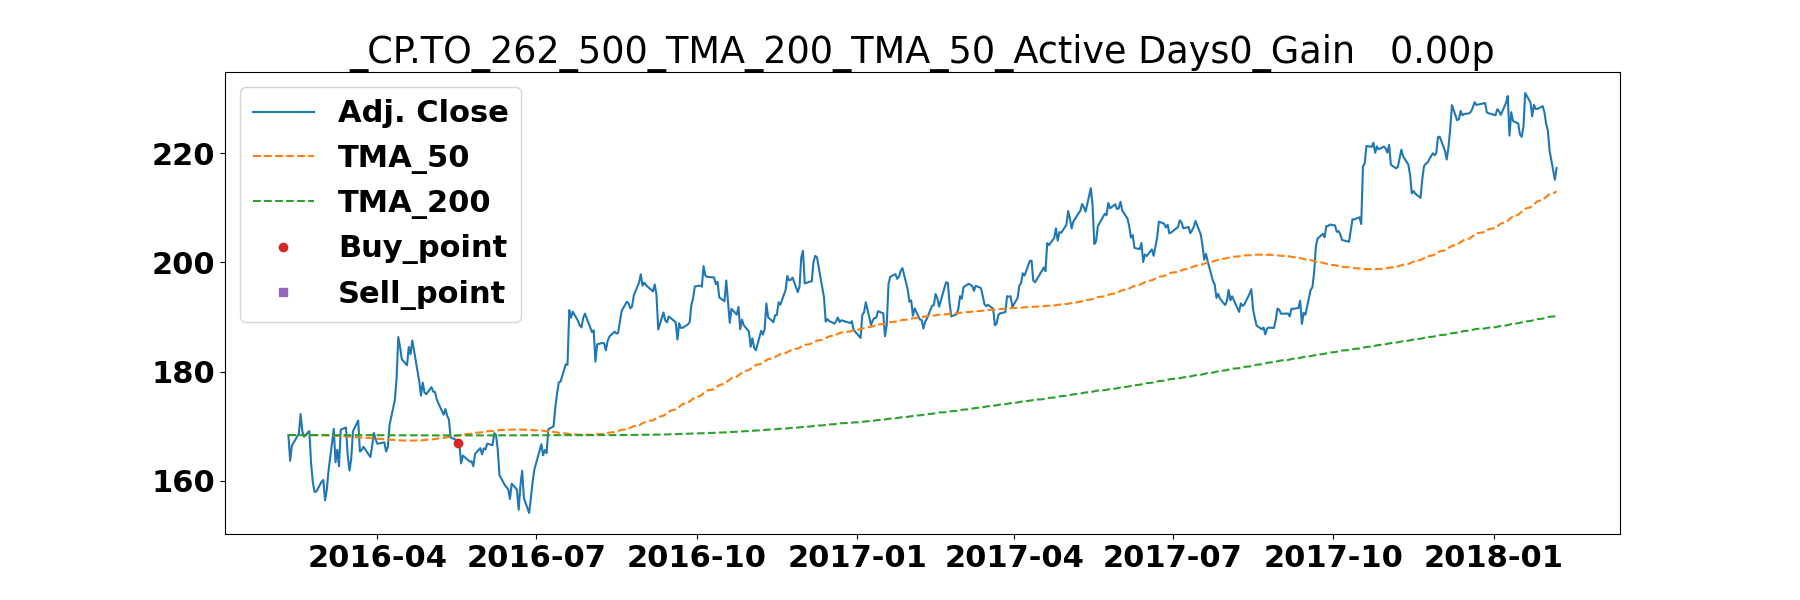 _CP.TO_262_500_TMA_200_TMA_50_Active Days0_Gain   0.00p
Adj. Close
TMA_50
TMA_200
Buy_point
Sell_point
220
200
180
160
2016-04 2016-07 2016-10 2017-01 2017-04 2017-07 2017-10 2018-01